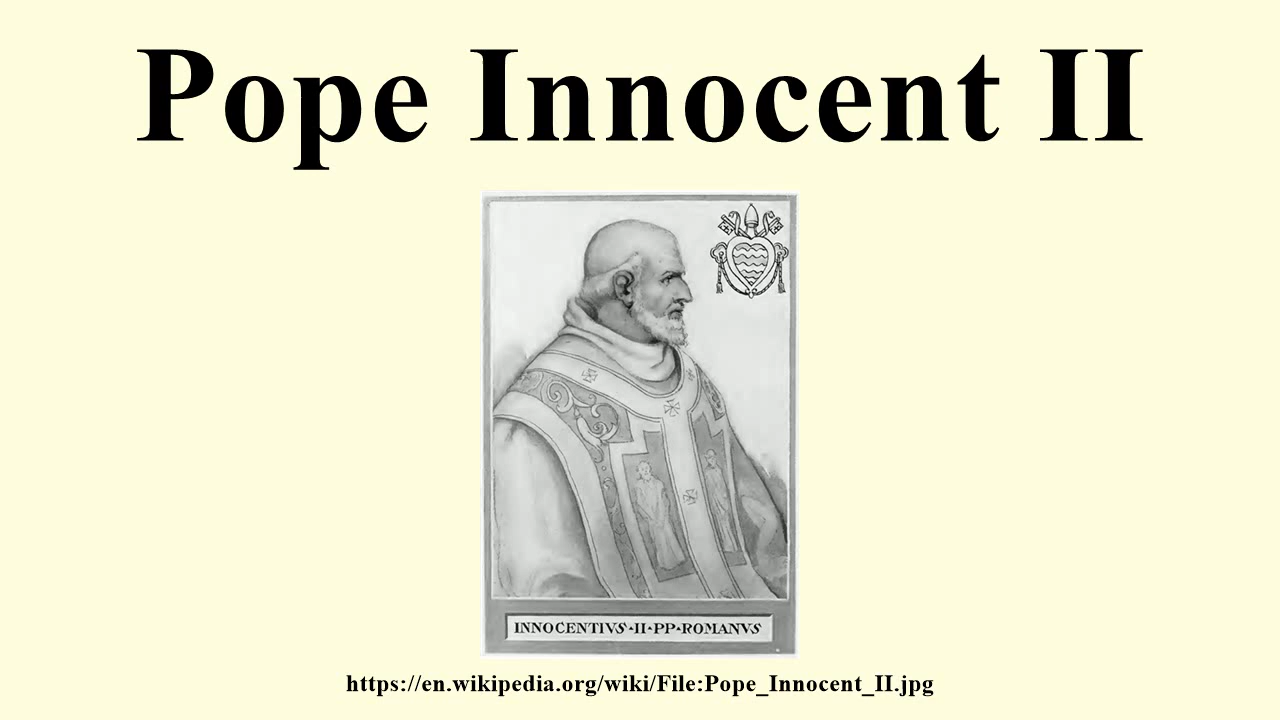 Pope Innocent II
INNOCENTIVS·II·PP·ROMANVS
https://en.wikipedia.org/wiki/File:Pope_Innocent_II.jpg